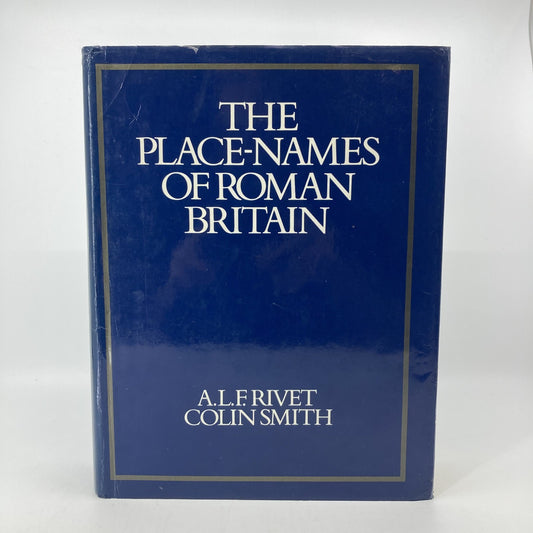 THE
PLACE-NAMES
OF ROMAN
BRITAIN
A.L.F. RIVET
COLIN SMITH